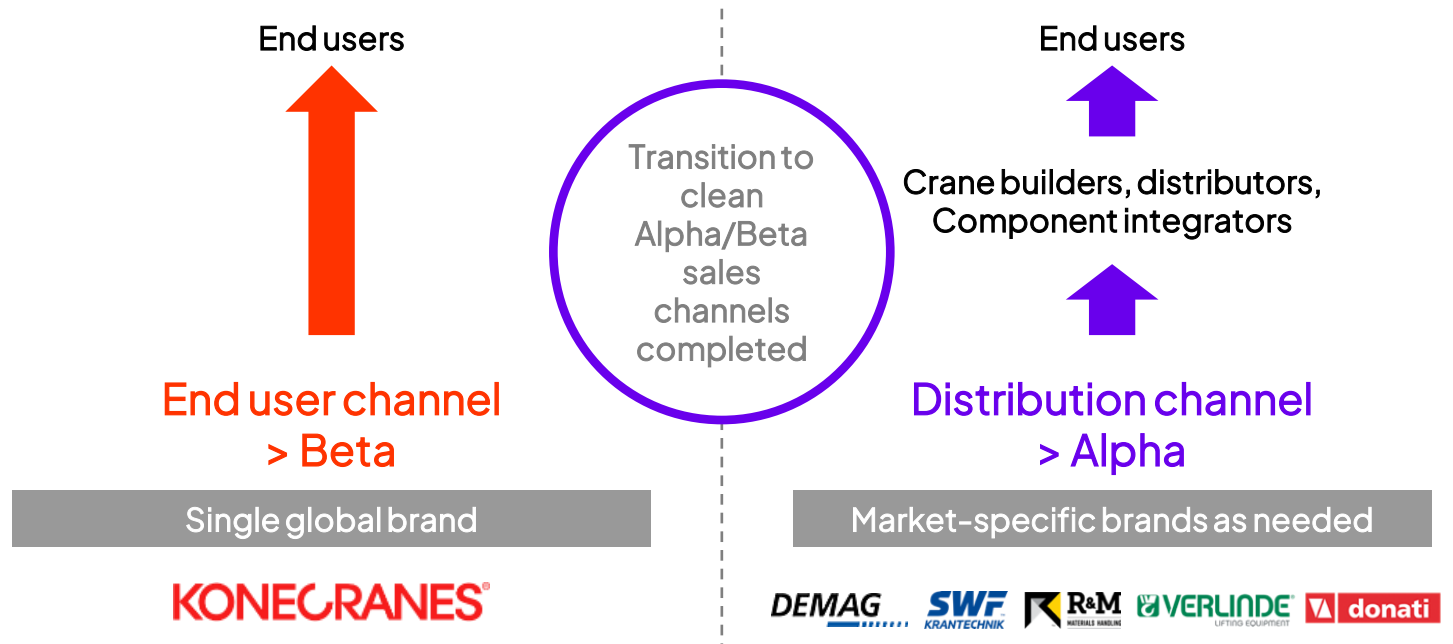 End users
End user channel
> Beta
Single global brand
KONECRANES®
Transition to
clean
Alpha/Beta
sales
channels
completed
End users
Crane builders, distributors,
Component integrators
Distribution channel
> Alpha
Market-specific brands as needed
DEMAG
SWF
KRANTECHNIK
R&M
MATERIALS HANDLING
VERLINDE®
LIFTING EQUIPMENT
donati